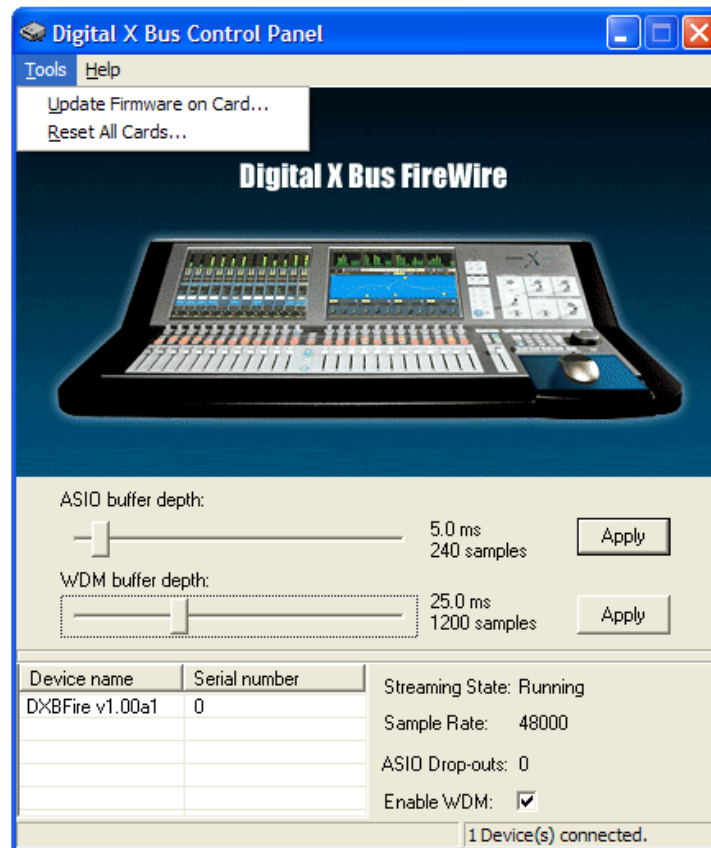 Digital X Bus Control Panel
Tools Help
Update Firmware on Card...
Reset All Cards...
Digital X Bus FireWire
ASIO buffer depth:
5.0 ms
240 samples
Apply
WDM buffer depth:
25.0 ms
1200 samples
Apply
Device name Serial number
DXBFire v1.00a1 0
Streaming State: Running
Sample Rate: 48000
ASIO Drop-outs: 0
Enable WDM:
1 Device(s) connected.